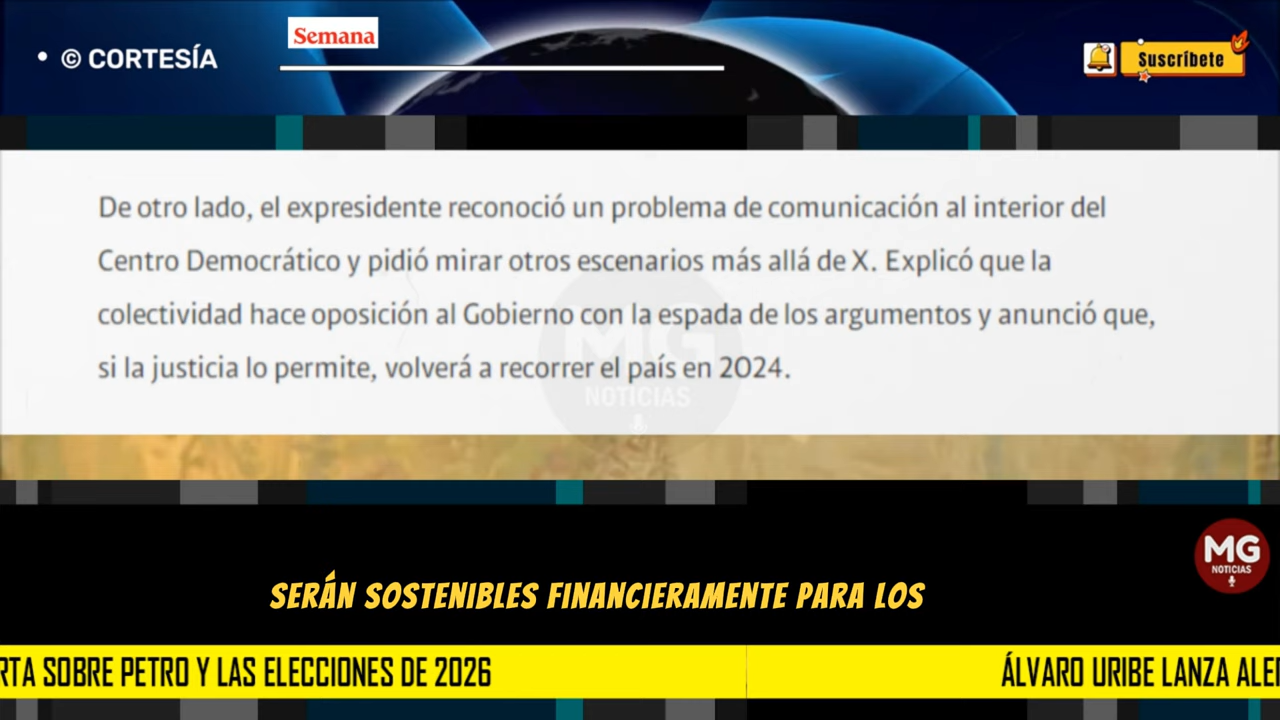 • © CORTESÍA
Semana
Suscríbete
De otro lado, el expresidente reconoció un problema de comunicación al interior del
Centro Democrático y pidió mirar otros escenarios más allá de X. Explicó que la
colectividad hace oposición al Gobierno con la espada de los argumentos y anunció que,
si la justicia lo permite, volverá a recorrer el país en 2024.
MG
NOTICIAS
MG
NOTICIAS
SERÁN SOSTENIBLES FINANCIERAMENTE PARA LOS
RTA SOBRE PETRO Y LAS ELECCIONES DE 2026
ÁLVARO URIBE LANZA ALE